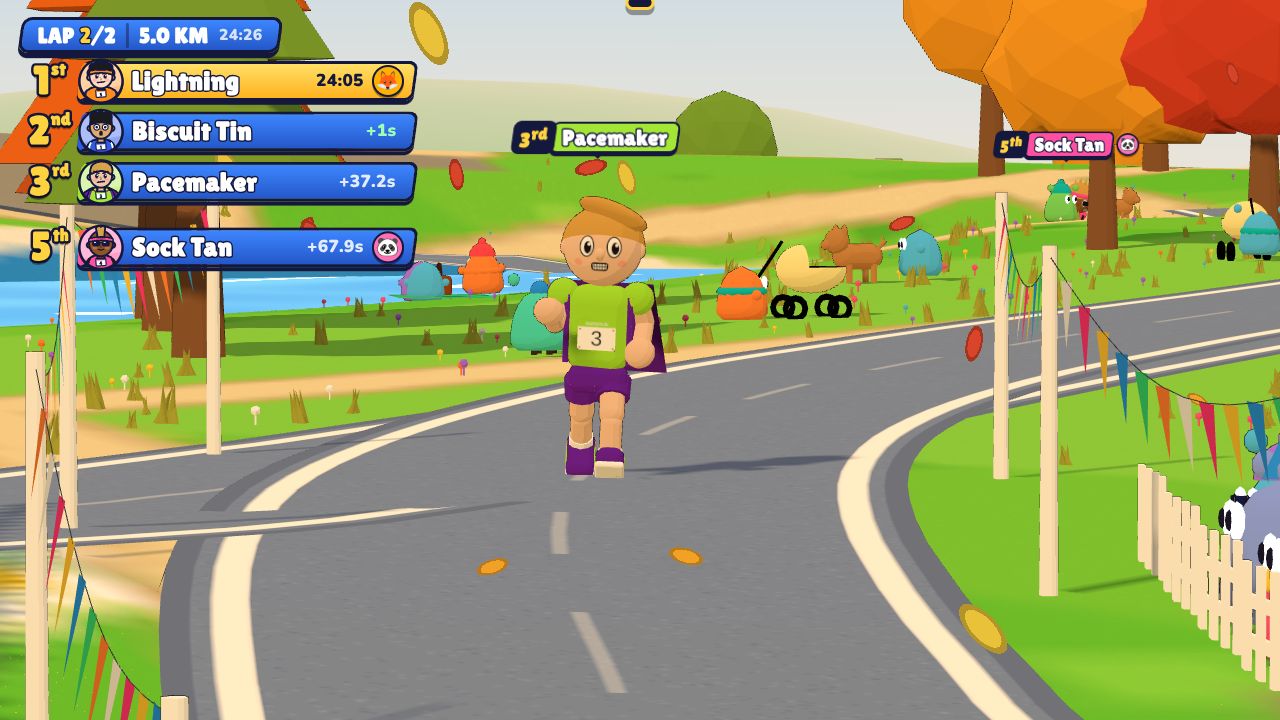 LAP 2/2 5.0 KM 24:26
1st Lightning 24:05
2nd Biscuit Tin +1s
3rd Pacemaker +37.2s
5th Sock Tan +67.9s
3rd Pacemaker
5th Sock Tan
3